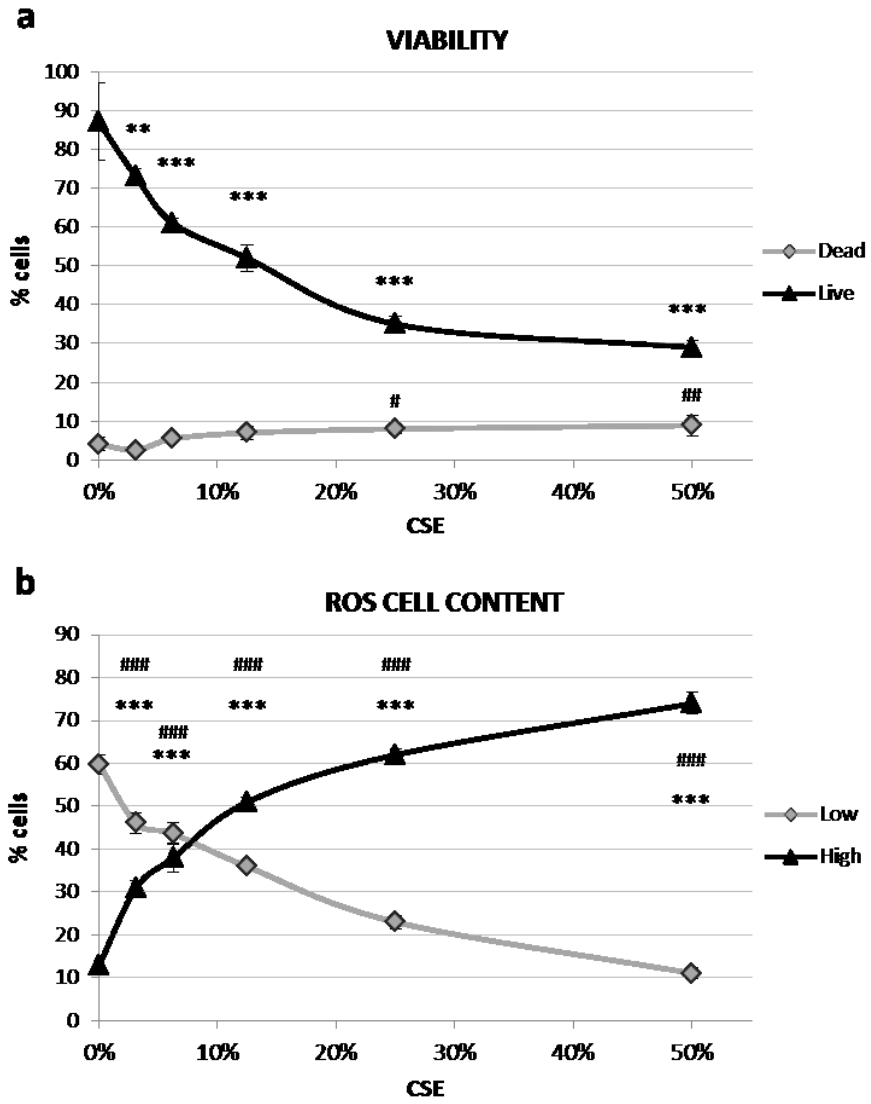 a
VIABILITY
100
90
80
70
60
50
40
30
20
10
0
% cells
**
***
***
***
***
#
##
Dead
Live
0% 10% 20% 30% 40% 50%
CSE
b
ROS CELL CONTENT
90
80
70
60
50
40
30
20
10
0
% cells
### ### ###
*** *** ***
###
***
###
***
Low
High
0% 10% 20% 30% 40% 50%
CSE